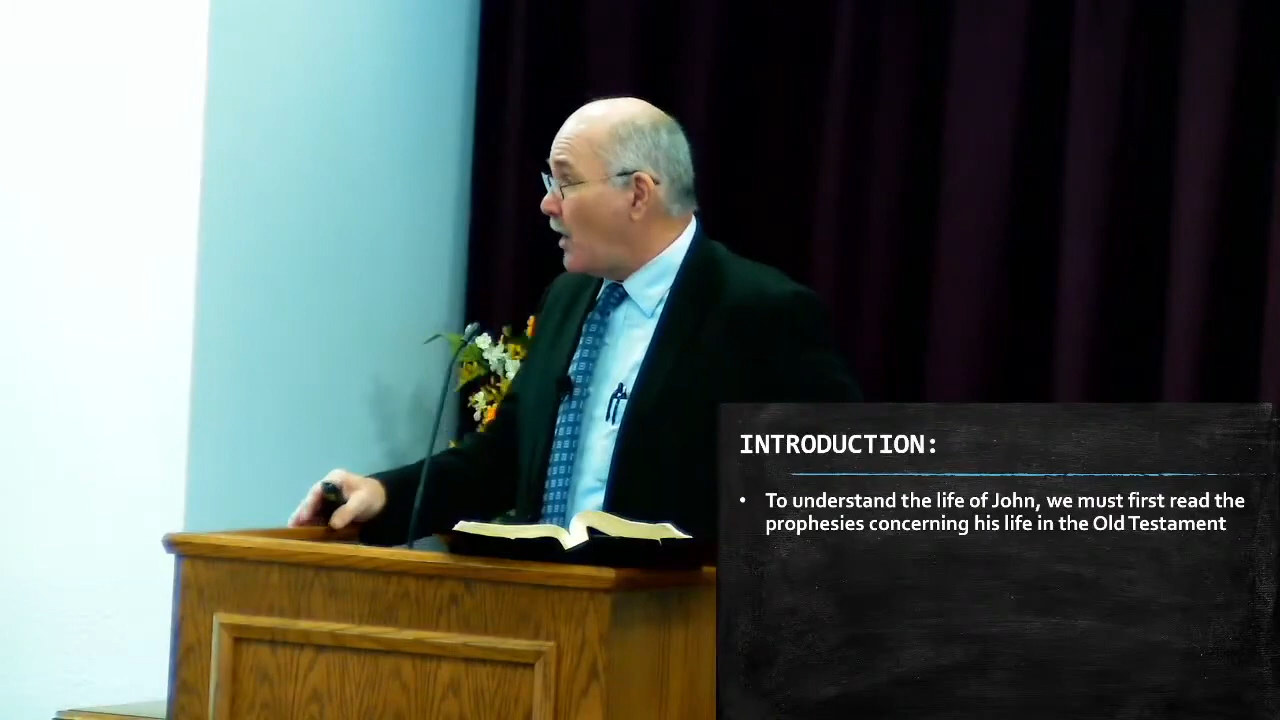 INTRODUCTION:
• To understand the life of John, we must first read the
prophesies concerning his life in the Old Testament